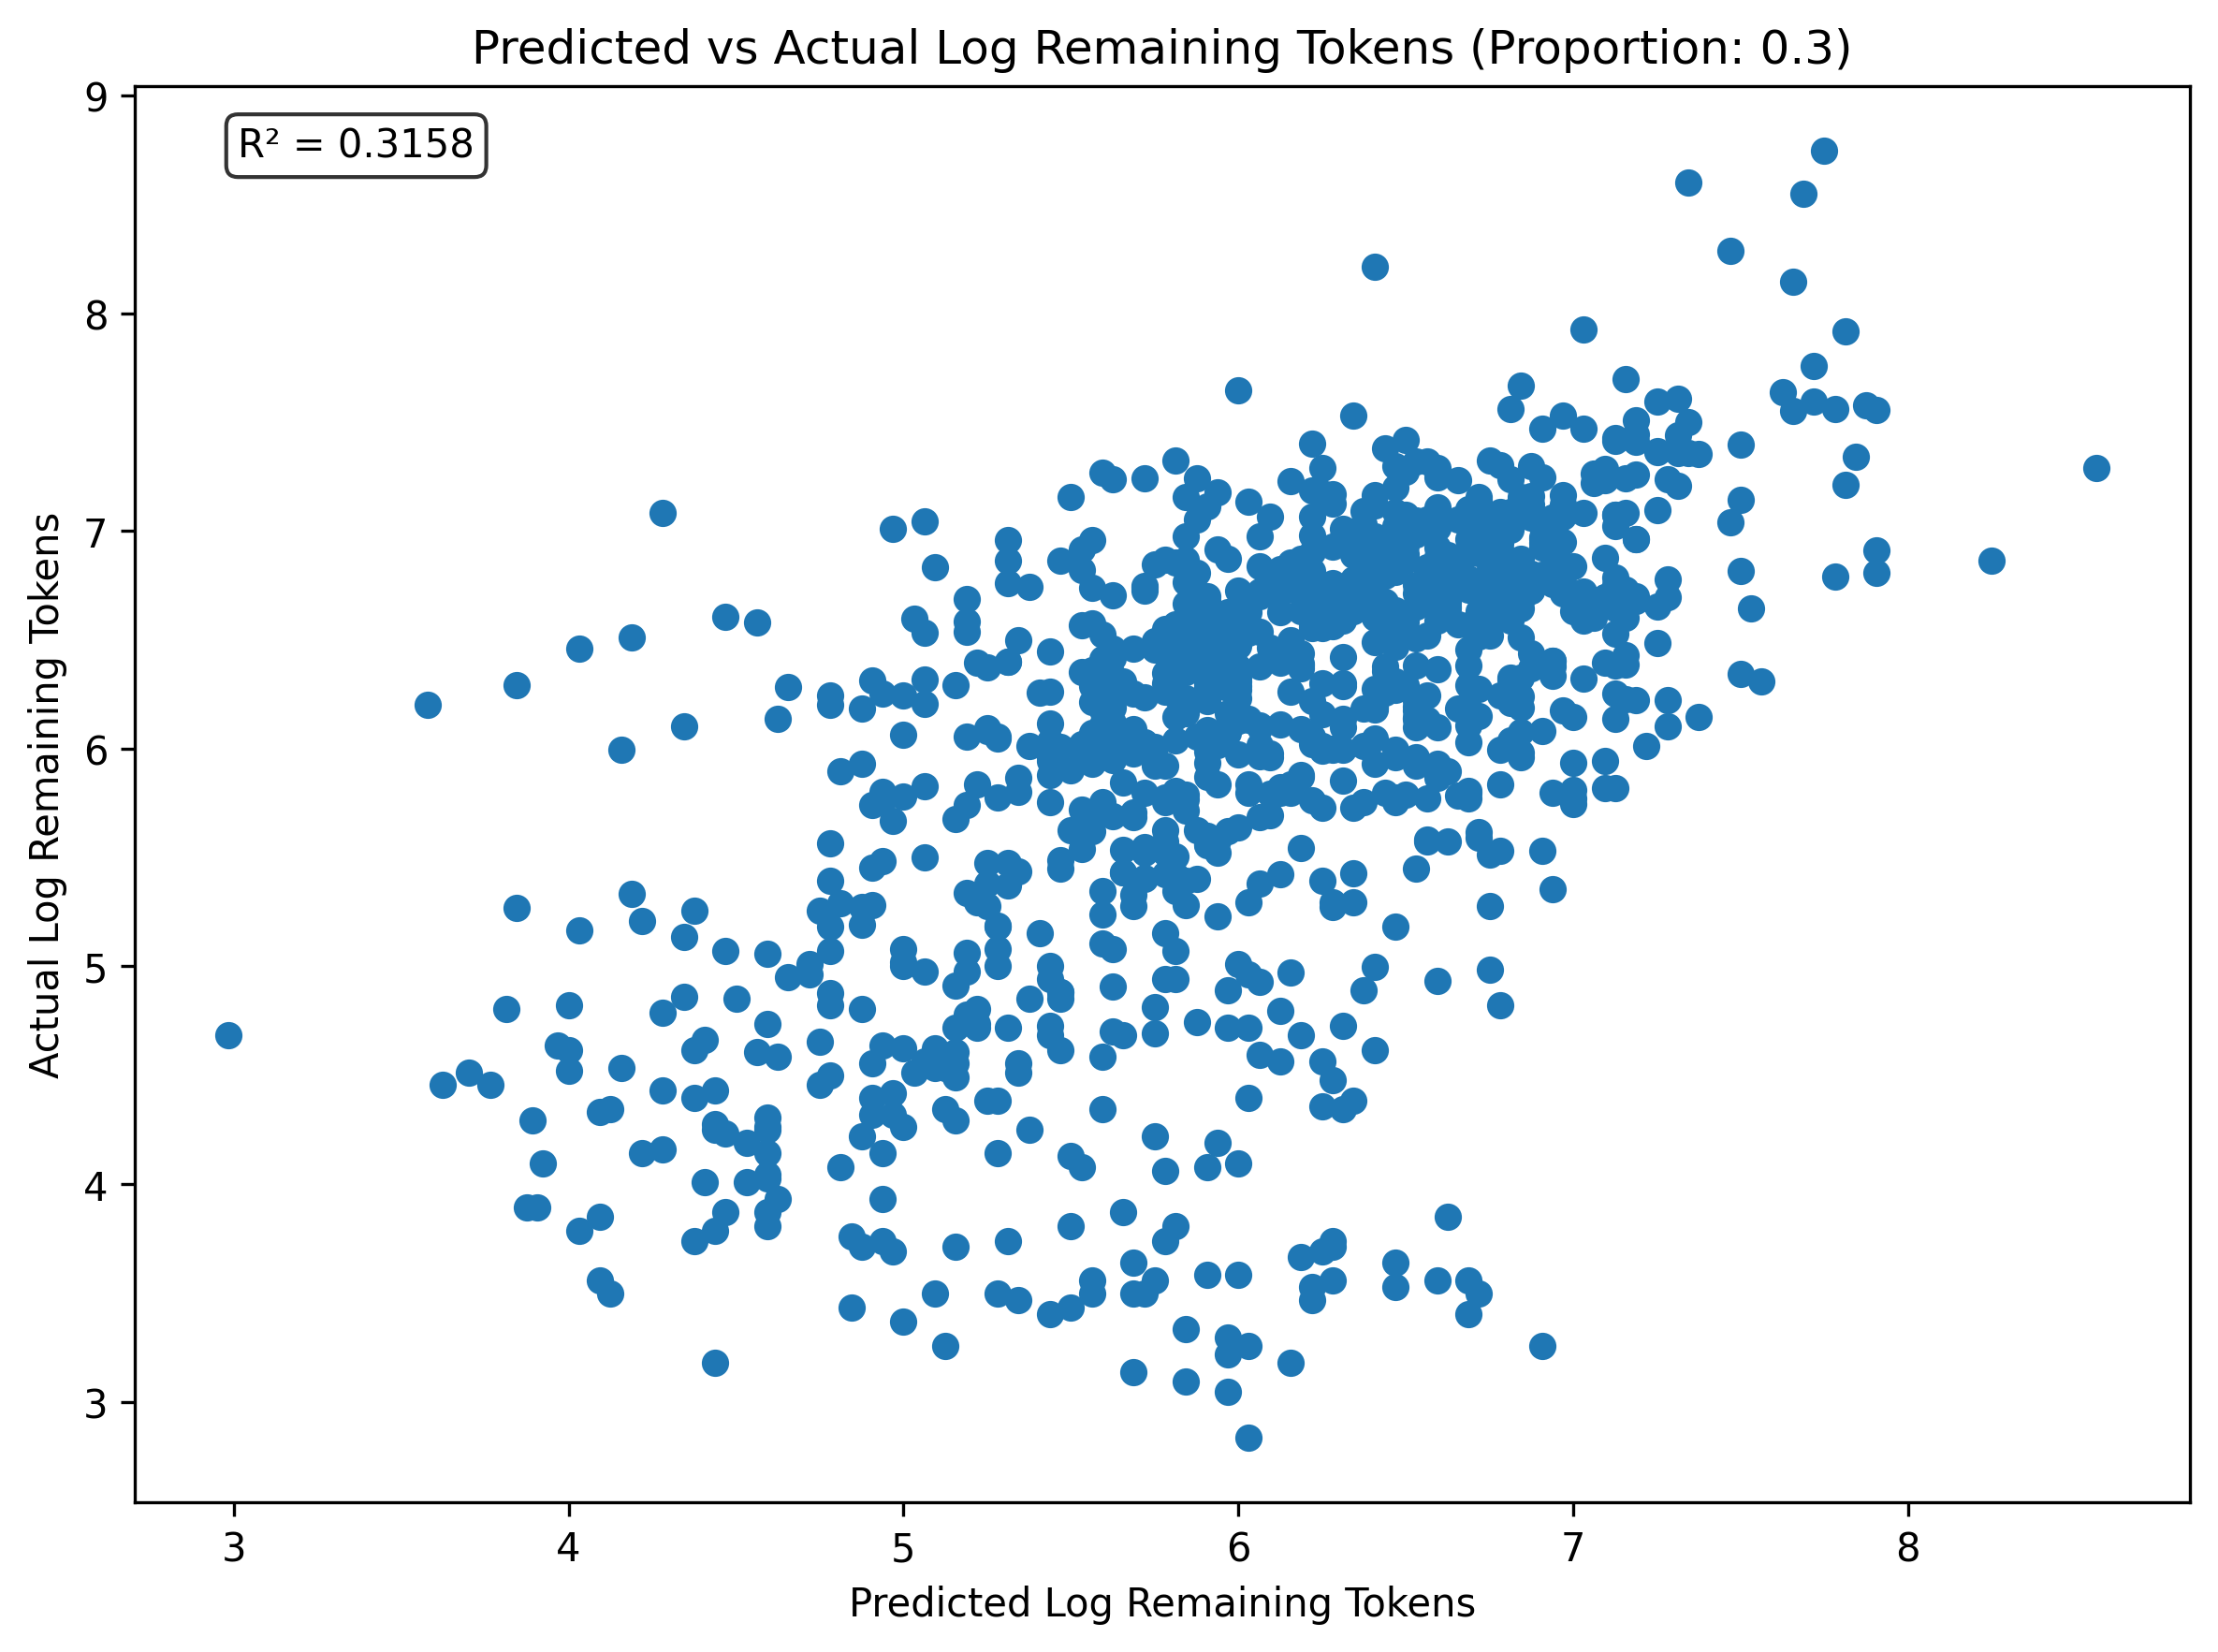 Predicted vs Actual Log Remaining Tokens (Proportion: 0.3)
R² = 0.3158
9
8
7
6
5
4
3
Actual Log Remaining Tokens
3 4 5 6 7 8
Predicted Log Remaining Tokens